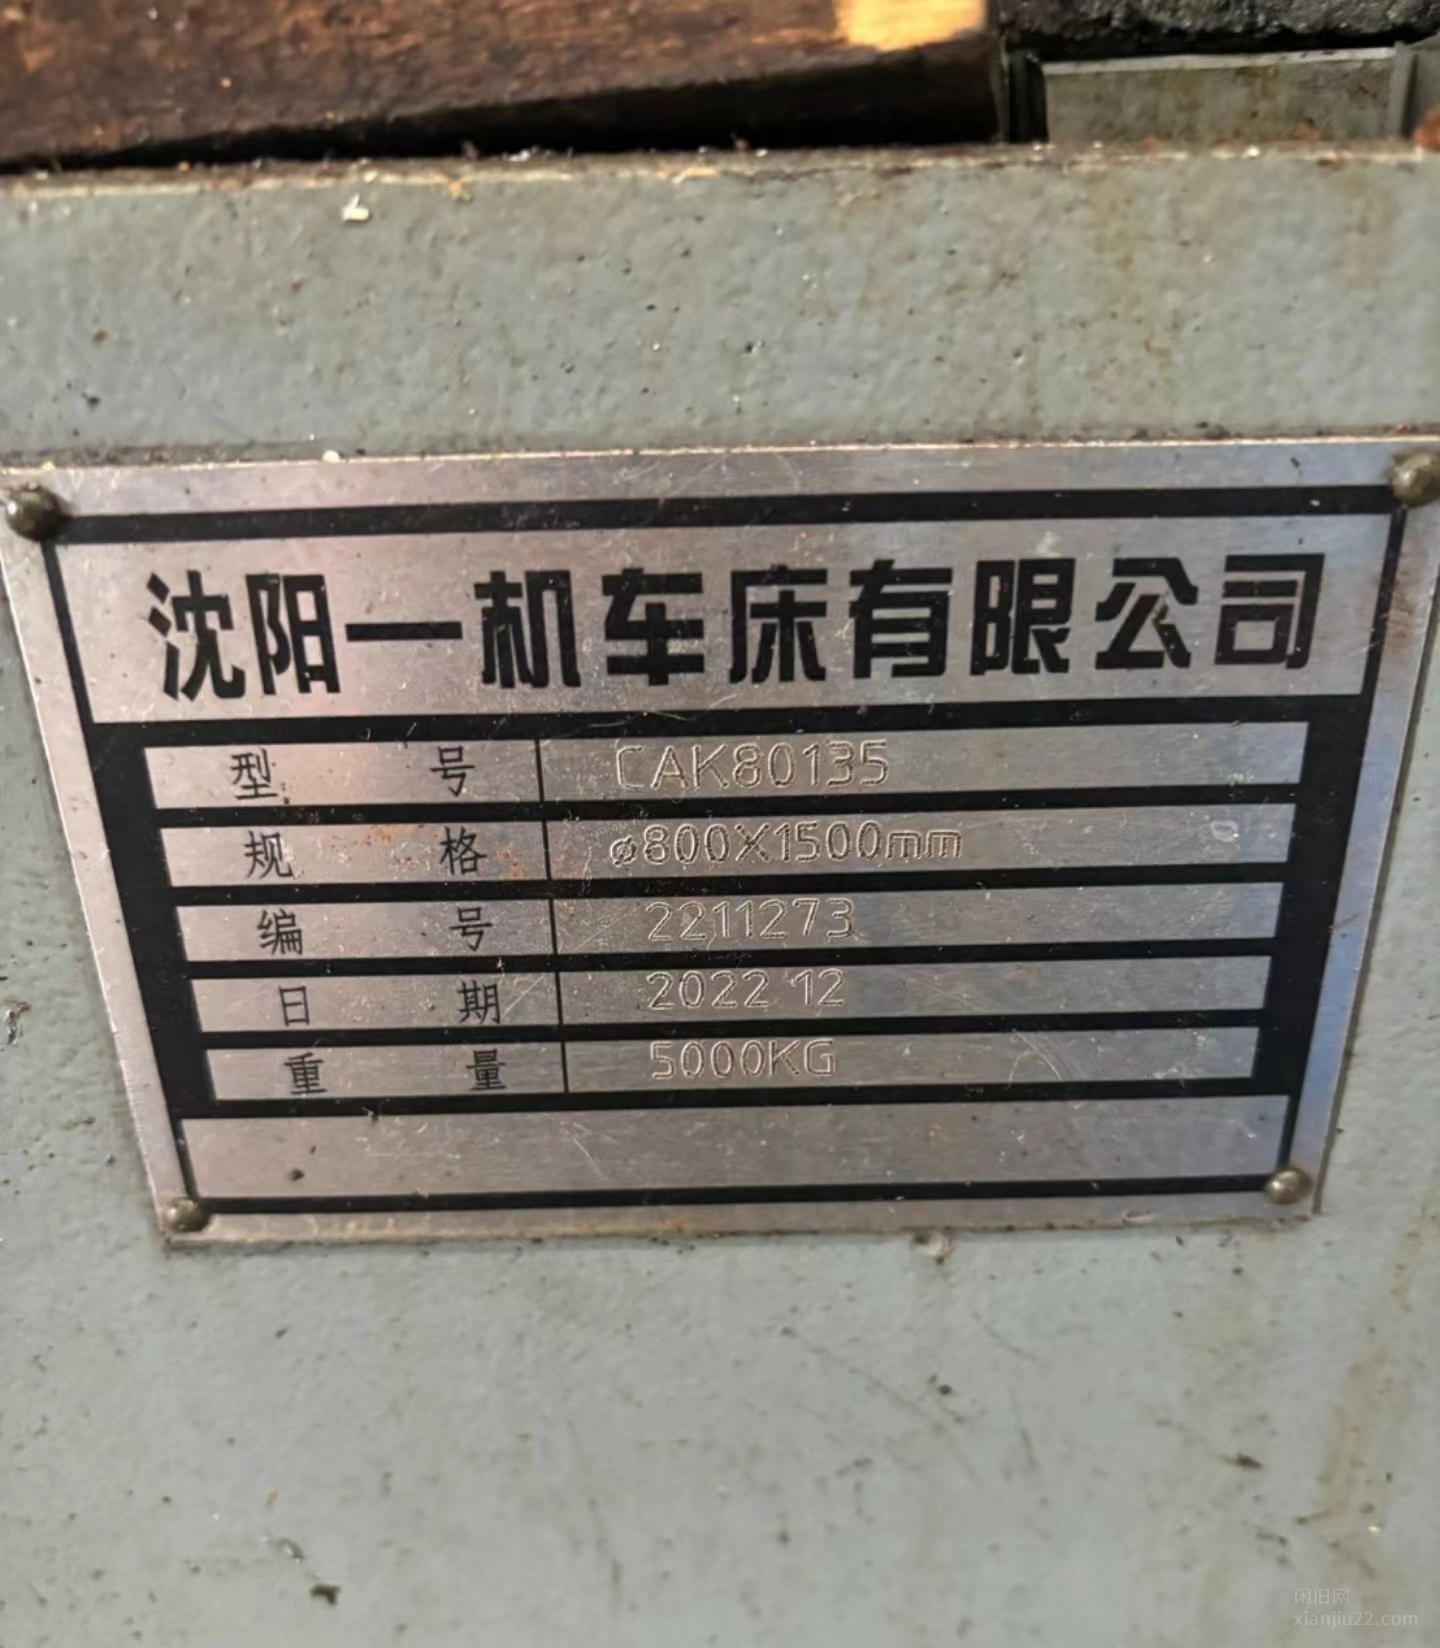 沈阳一机车床有限公司
型 号 CAK80135
规 格 ø800X1500mm
编 号 2211273
日 期 2022 12
重 量 5000KG
闲旧网
xianjiu22.com